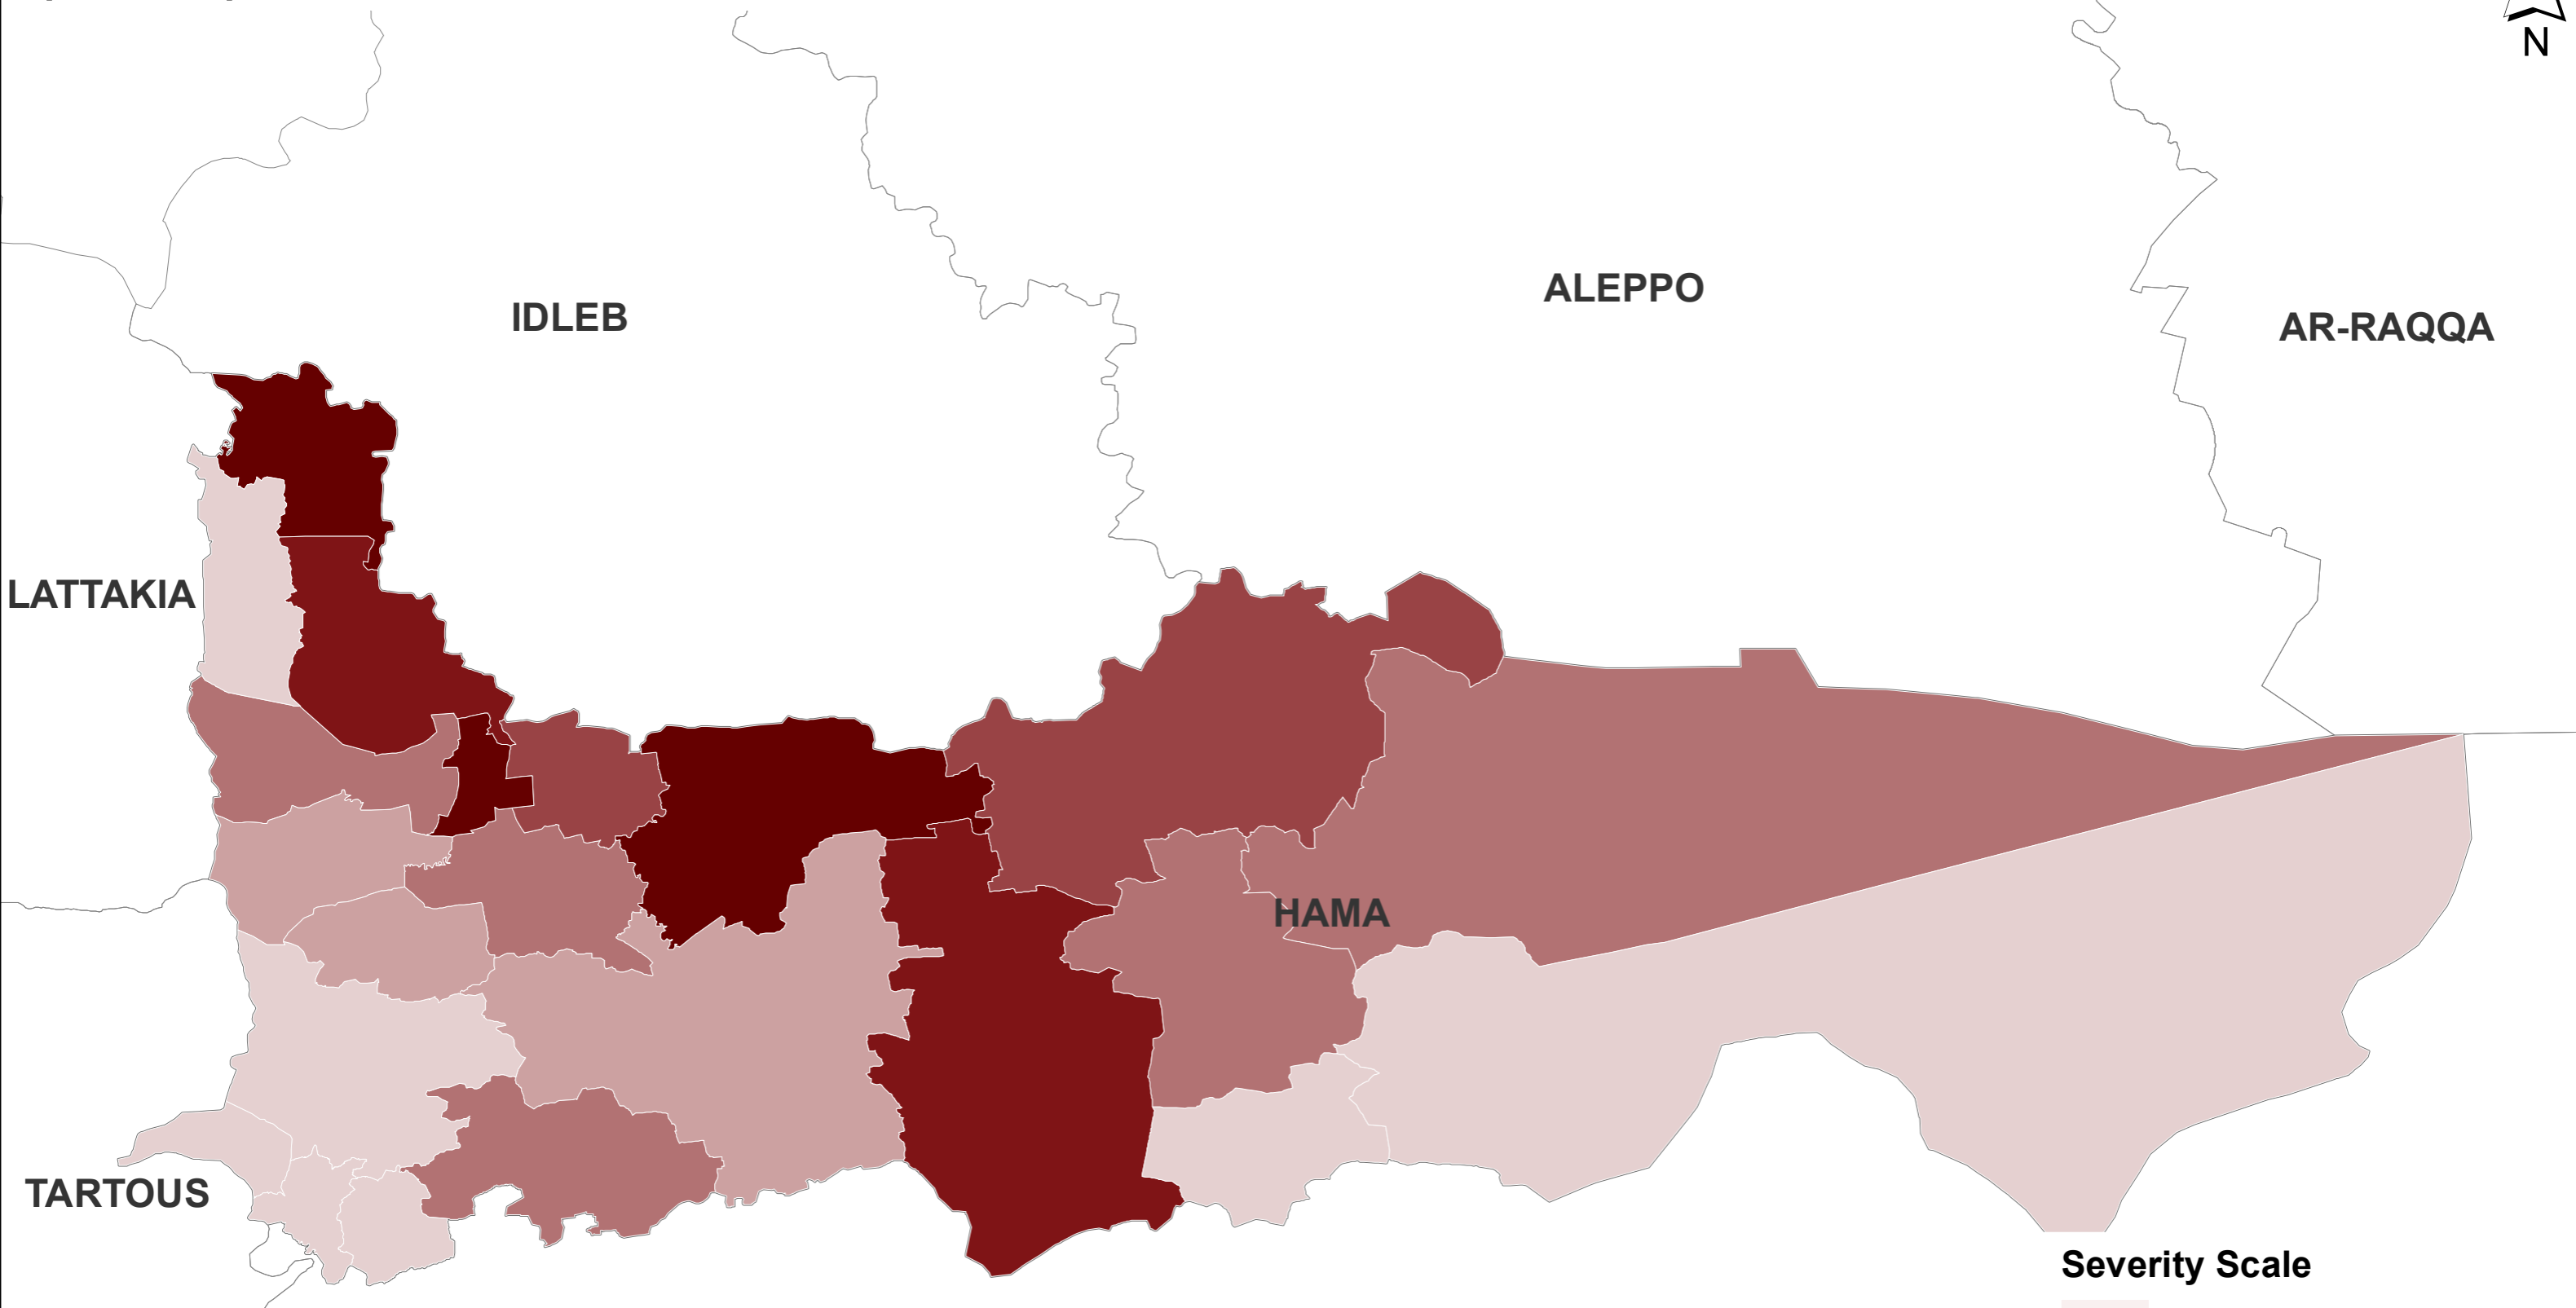 N
IDLEB
ALEPPO
AR-RAQQA
LATTAKIA
HAMA
TARTOUS
Severity Scale